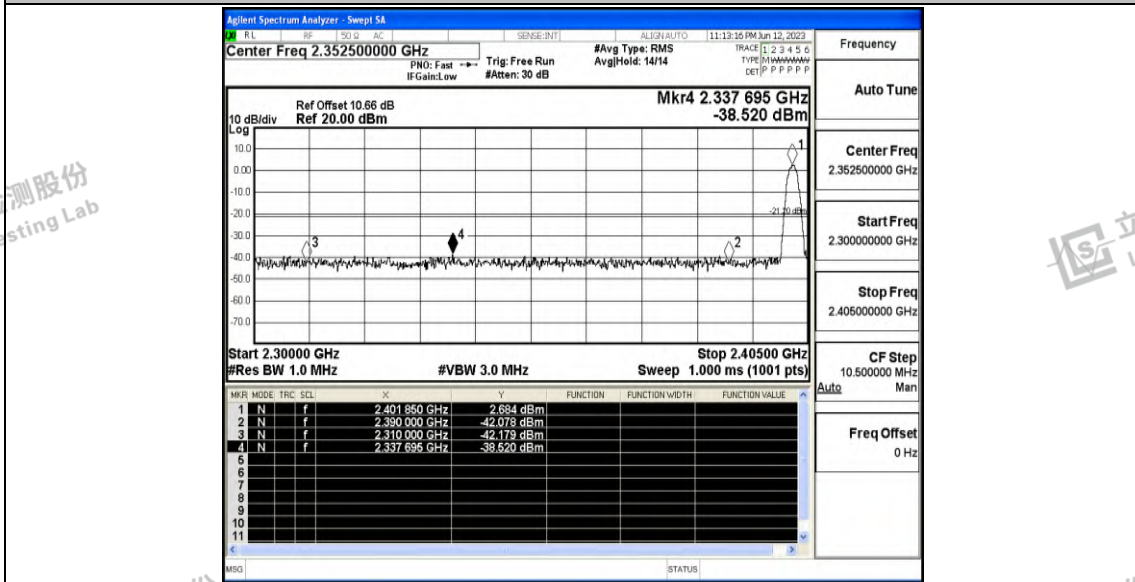 Agilent Spectrum Analyzer - Swept SA
RL RF 50 Ω AC SENSE:INT ALIGN AUTO 11:13:16 PM Jun 12, 2023
Center Freq 2.352500000 GHz
PNO: Fast
IFGain:Low
Trig: Free Run
#Atten: 30 dB
#Avg Type: RMS
Avg|Hold: 14/14
TRACE 1 2 3 4 5 6
TYPE M
DET P P P P P P
Frequency
Auto Tune
Center Freq
2.352500000 GHz
Start Freq
2.300000000 GHz
Stop Freq
2.405000000 GHz
CF Step
10.500000 MHz
Auto Man
Freq Offset
0 Hz
Mkr4 2.337 695 GHz
-38.520 dBm
Ref Offset 10.66 dB
10 dB/div Ref 20.00 dBm
Log
10.0
0.00
-10.0
-20.0
-30.0
-40.0
-50.0
-60.0
-70.0
1
2
3
4
Start 2.30000 GHz Stop 2.40500 GHz
#Res BW 1.0 MHz #VBW 3.0 MHz Sweep 1.000 ms (1001 pts)
MKR MODE TRC SCL X Y FUNCTION FUNCTION WIDTH FUNCTION VALUE
1 N f 2.401 850 GHz 2.684 dBm
2 N f 2.390 000 GHz -42.078 dBm
3 N f 2.310 000 GHz -42.179 dBm
4 N f 2.337 695 GHz -38.520 dBm
5
6
7
8
9
10
11
MSG STATUS
测股份
Lab
立